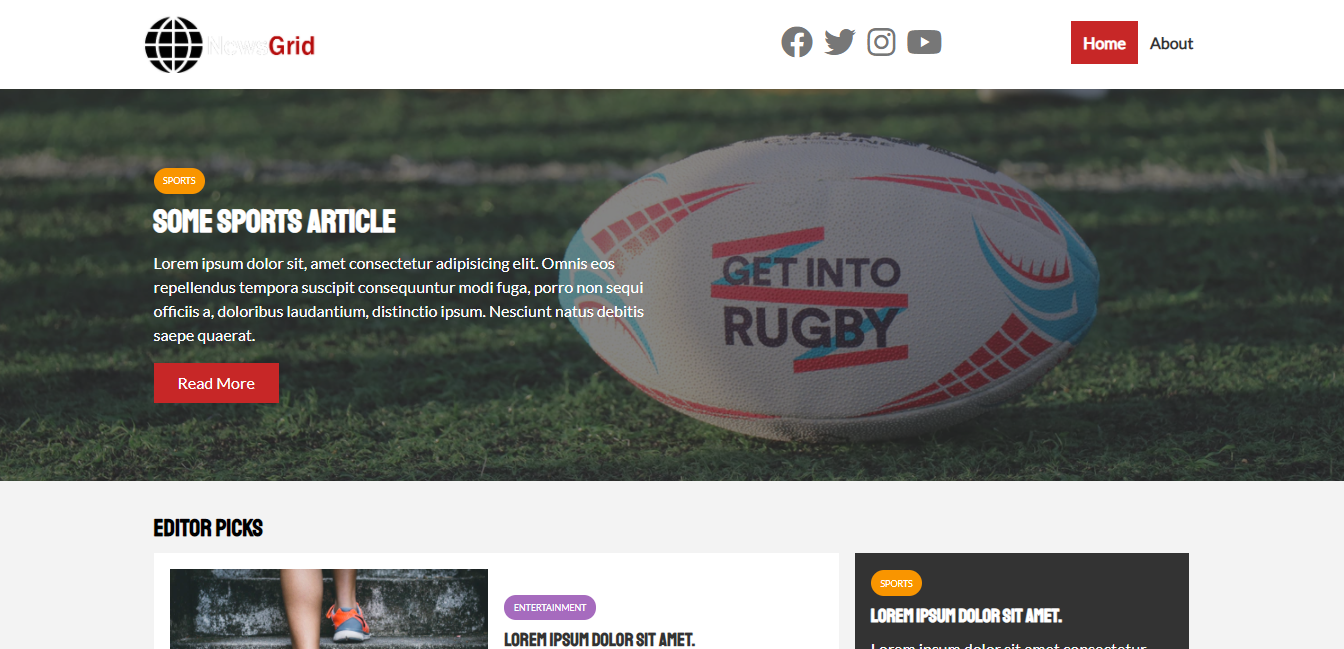 NewsGrid
Home
About
SPORTS
SOME SPORTS ARTICLE
Lorem ipsum dolor sit, amet consectetur adipisicing elit. Omnis eos
repellendus tempora suscipit consequuntur modi fuga, porro non sequi
officiis a, doloribus laudantium, distinctio ipsum. Nesciunt natus debitis
saepe quaerat.
Read More
GET INTO
RUGBY
EDITOR PICKS
ENTERTAINMENT
LOREM IPSUM DOLOR SIT AMET.
SPORTS
LOREM IPSUM DOLOR SIT AMET.
Lorem ipsum dolor sit amet consectetur